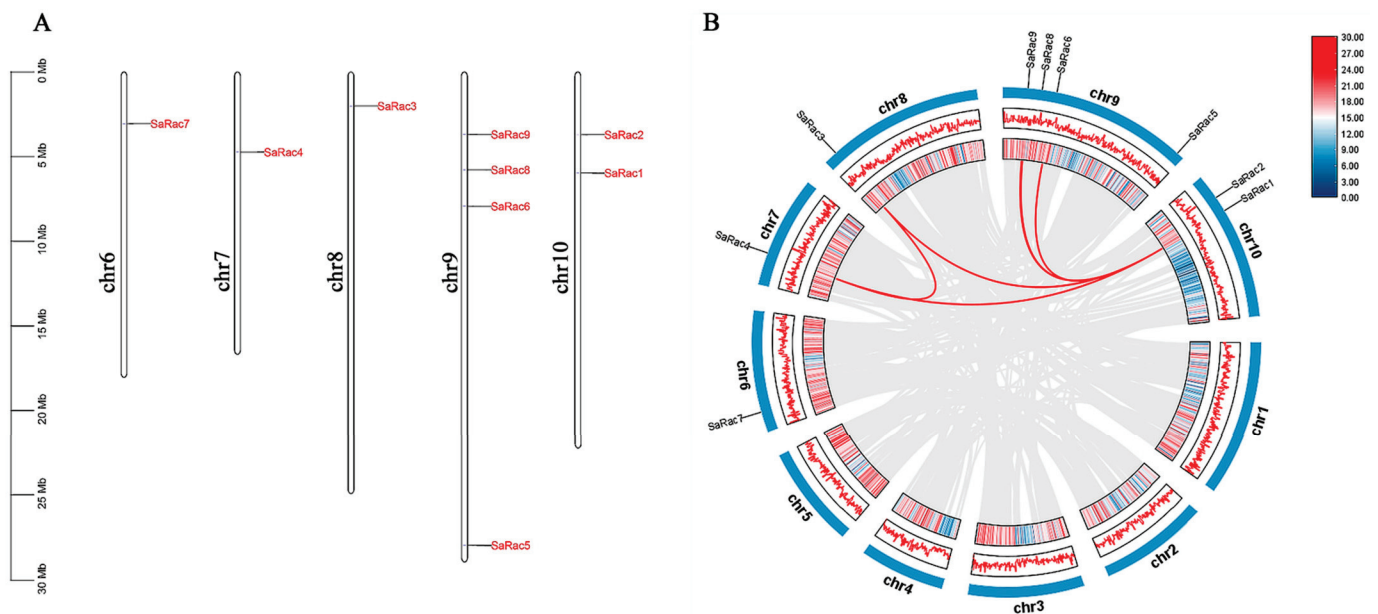 A
0 Mb
5 Mb
10 Mb
15 Mb
20 Mb
25 Mb
30 Mb
chr6
SaRac7
chr7
SaRac4
chr8
SaRac3
chr9
SaRac9
SaRac8
SaRac6
SaRac5
chr10
SaRac2
SaRac1
B
SaRac9
SaRac8
SaRac6
chr9
SaRac5
SaRac2
SaRac1
chr10
chr1
chr2
chr3
chr4
chr5
chr6
SaRac7
chr7
SaRac4
chr8
SaRac3
30.00
27.00
24.00
21.00
18.00
15.00
12.00
9.00
6.00
3.00
0.00